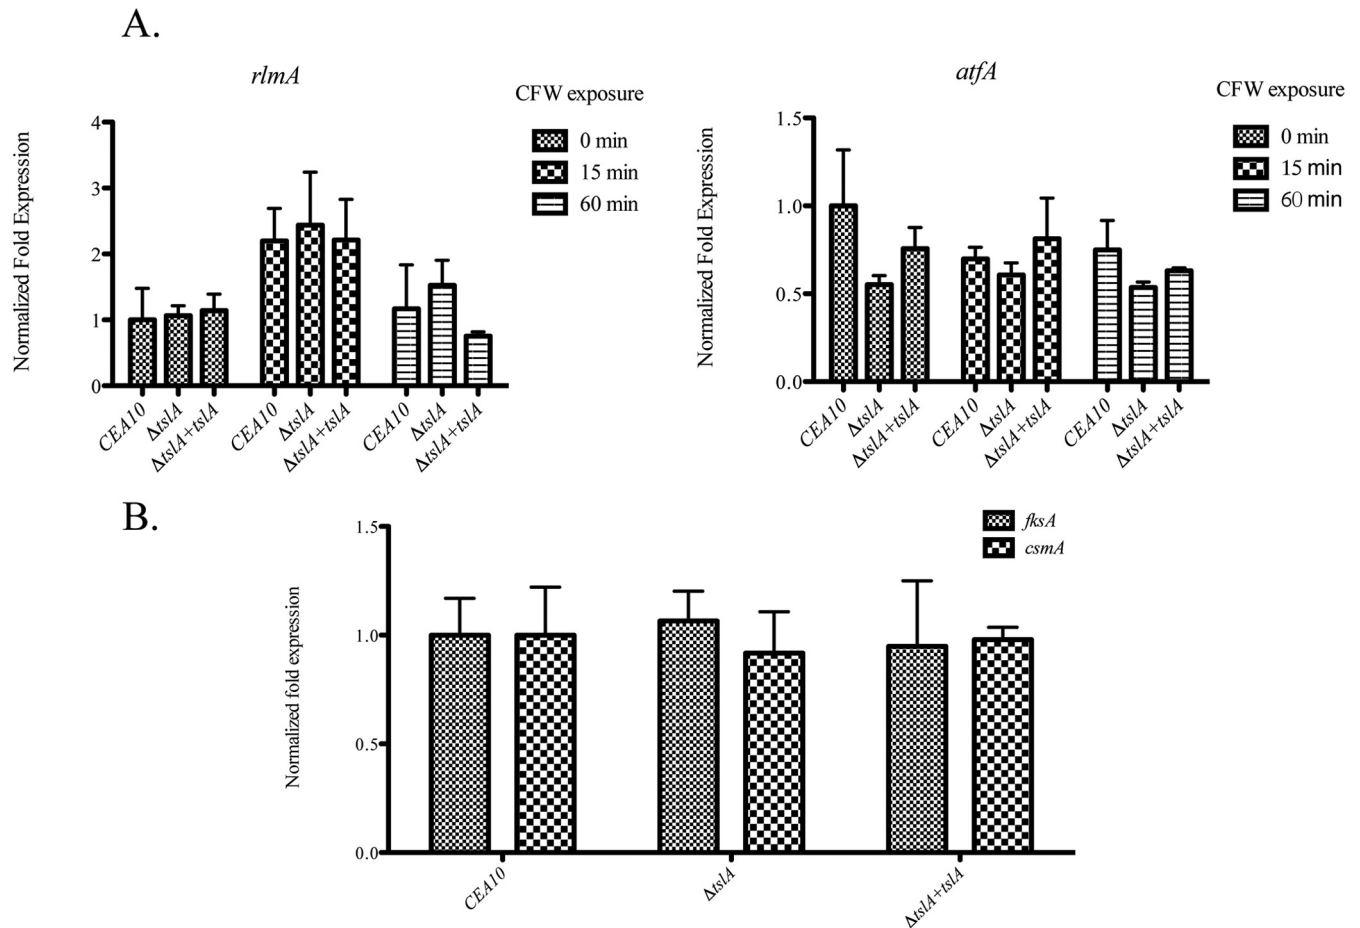 A.
rlmA
Normalized Fold Expression
4
3
2
1
0
CEA10
ΔtslA
ΔtslA+tslA
CEA10
ΔtslA
ΔtslA+tslA
CEA10
ΔtslA
ΔtslA+tslA
CFW exposure
0 min
15 min
60 min
atfA
Normalized Fold Expression
1.5
1.0
0.5
0.0
CEA10
ΔtslA
ΔtslA+tslA
CEA10
ΔtslA
ΔtslA+tslA
CEA10
ΔtslA
ΔtslA+tslA
CFW exposure
0 min
15 min
60 min
B.
Normalized fold expression
1.5
1.0
0.5
0.0
CEA10
ΔtslA
ΔtslA+tslA
fksA
csmA